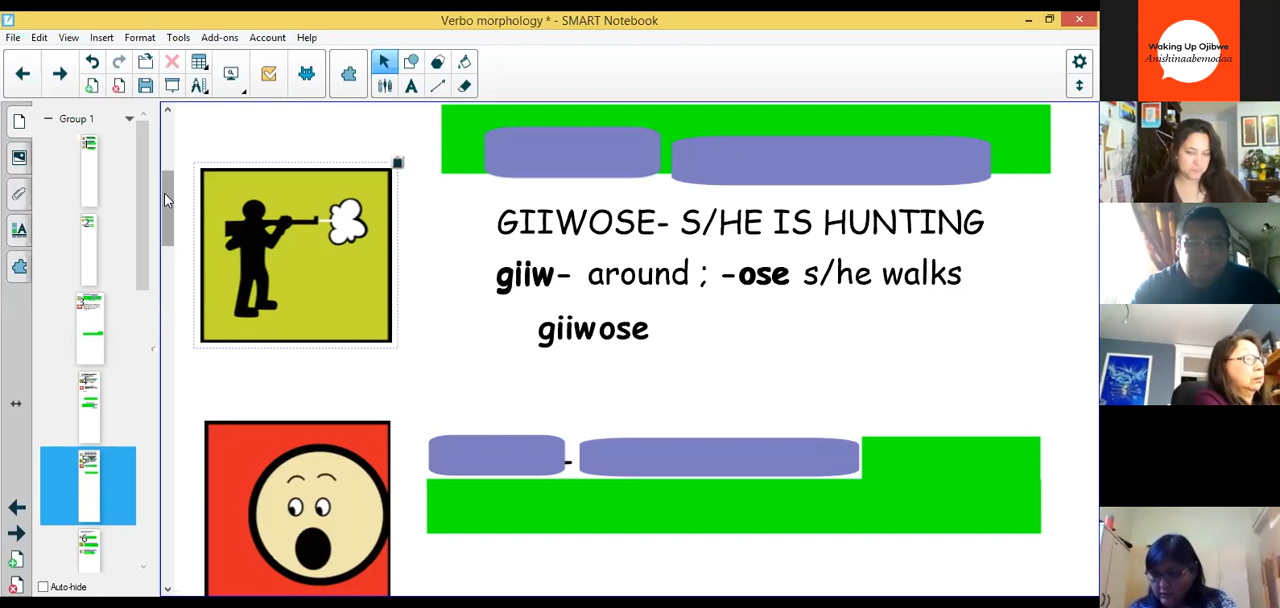 Verbo morphology * - SMART Notebook
File Edit View Insert Format Tools Add-ons Account Help
Group 1
GIIWOSE- S/HE IS HUNTING
giiw- around ; -ose s/he walks
giiwose
-
Auto-hide
Waking Up Ojibwe
Anishinaabemodaa